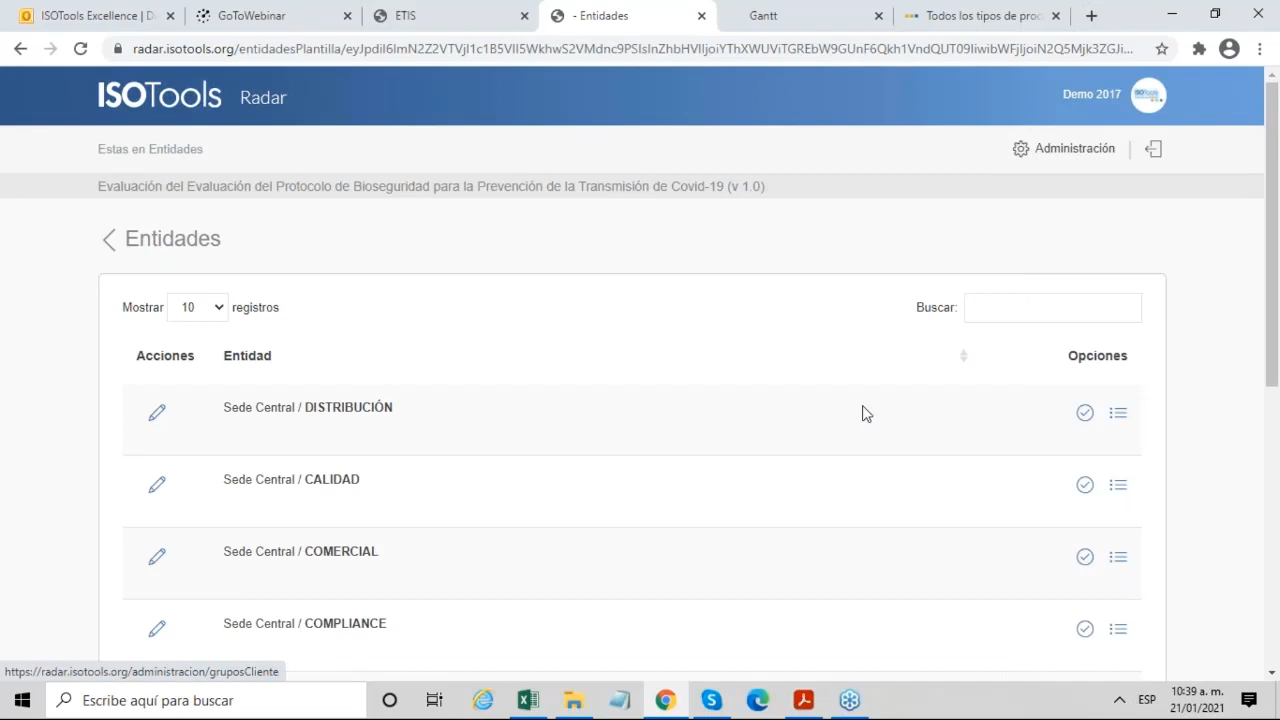 ISOTools Excellence | D
GoToWebinar
ETIS
- Entidades
Gantt
Todos los tipos de proc
radar.isotools.org/entidadesPlantilla/
ISOTools Radar
Demo 2017
Estas en Entidades
Administración
Evaluación del Evaluación del Protocolo de Bioseguridad para la Prevención de la Transmisión de Covid-19 (v 1.0)
Entidades
Mostrar 10 registros
Buscar:
Acciones Entidad Opciones
Sede Central / DISTRIBUCIÓN
Sede Central / CALIDAD
Sede Central / COMERCIAL
Sede Central / COMPLIANCE
https://radar.isotools.org/administracion/gruposCliente
Escribe aquí para buscar
ESP
10:39 a. m.
21/01/2021